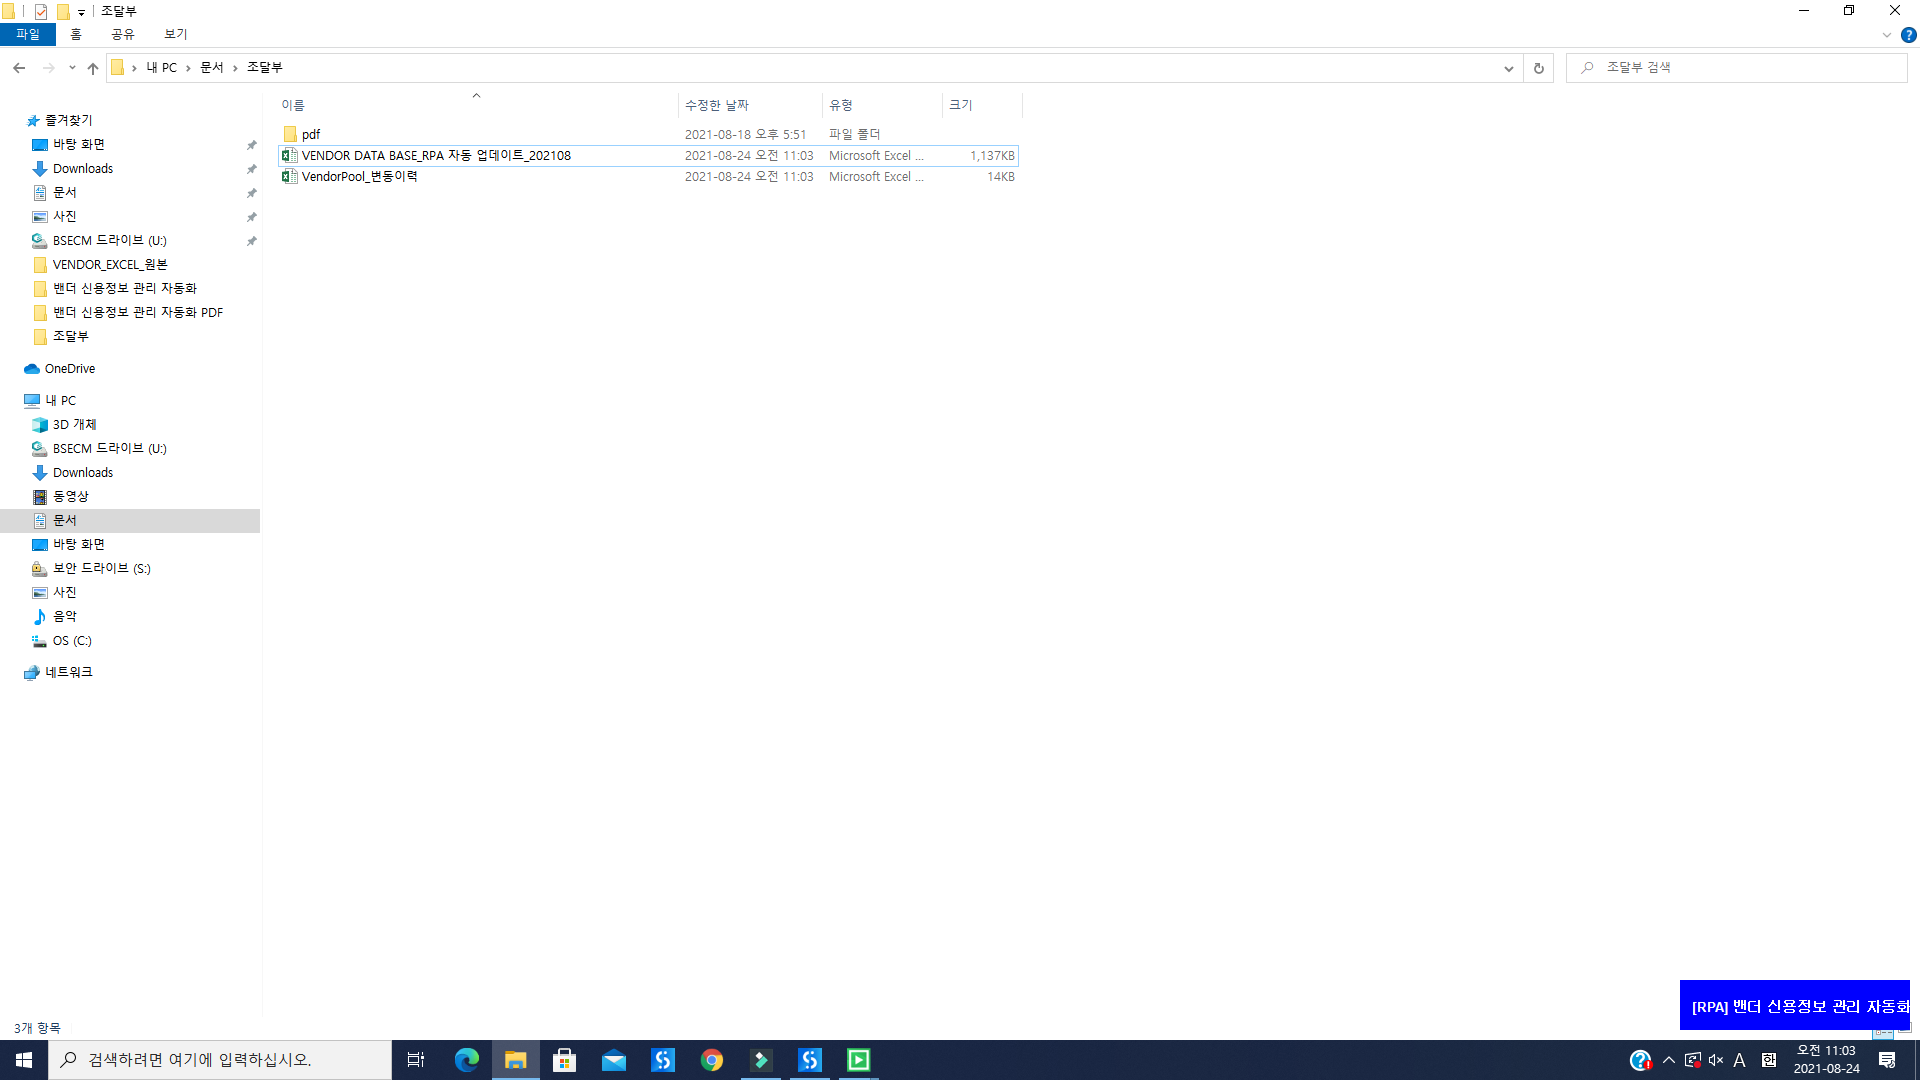 조달부
파일 홈 공유 보기
내 PC 문서 조달부
조달부 검색
이름 수정한 날짜 유형 크기
pdf 2021-08-18 오후 5:51 파일 폴더
VENDOR DATA BASE_RPA 자동 업데이트_202108 2021-08-24 오전 11:03 Microsoft Excel ... 1,137KB
VendorPool_변동이력 2021-08-24 오전 11:03 Microsoft Excel ... 14KB
즐겨찾기
바탕 화면
Downloads
문서
사진
BSECM 드라이브 (U:)
VENDOR_EXCEL_원본
밴더 신용정보 관리 자동화
밴더 신용정보 관리 자동화 PDF
조달부
OneDrive
내 PC
3D 개체
BSECM 드라이브 (U:)
Downloads
동영상
문서
바탕 화면
보안 드라이브 (S:)
사진
음악
OS (C:)
네트워크
[RPA] 밴더 신용정보 관리 자동화
3개 항목
검색하려면 여기에 입력하십시오.
A 한
오전 11:03
2021-08-24